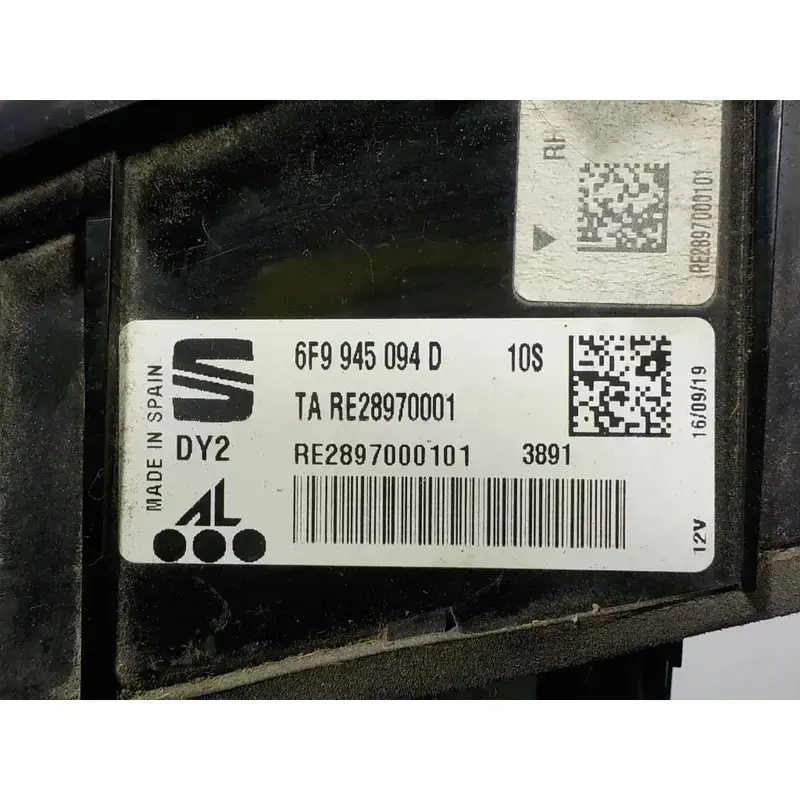 RE2897000101
6F9 945 094 D 10S
TA RE28970001
RE2897000101 3891
MADE IN SPAIN
DY2
AL
16/09/19
12V